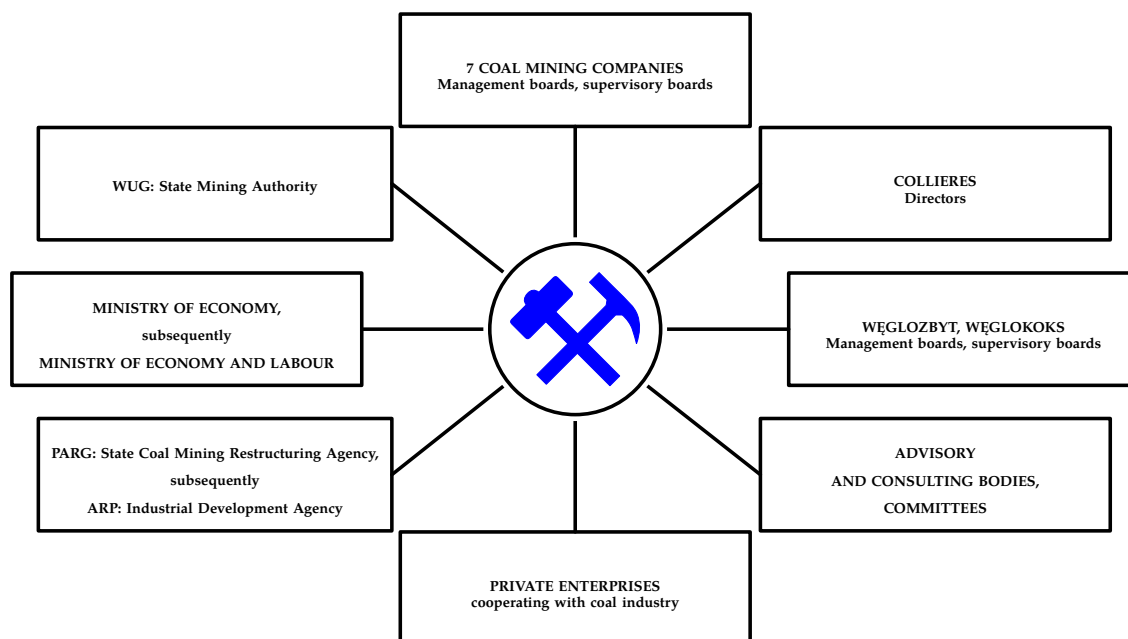 7 COAL MINING COMPANIES
Management boards, supervisory boards
WUG: State Mining Authority
COLLIERES
Directors
MINISTRY OF ECONOMY,
subsequently
MINISTRY OF ECONOMY AND LABOUR
WĘGLOZBYT, WĘGLOKOKS
Management boards, supervisory boards
PARG: State Coal Mining Restructuring Agency,
subsequently
ARP: Industrial Development Agency
ADVISORY
AND CONSULTING BODIES,
COMMITTEES
PRIVATE ENTERPRISES
cooperating with coal industry